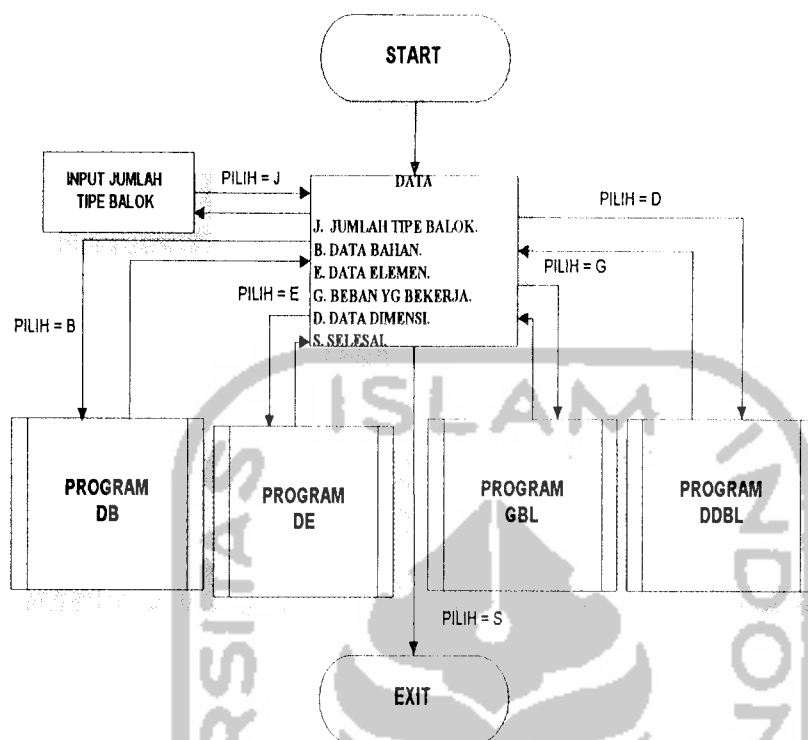 START
INPUT JUMLAH
TIPE BALOK
PILIH = J
DATA
J. JUMLAH TIPE BALOK.
B. DATA BAHAN.
E. DATA ELEMEN.
G. BEBAN YG BEKERJA.
D. DATA DIMENSI.
S. SELESAI.
PILIH = D
PILIH = G
PILIH = E
PILIH = B
PROGRAM
DB
PROGRAM
DE
PROGRAM
GBL
PROGRAM
DDBL
PILIH = S
EXIT
ISLAM